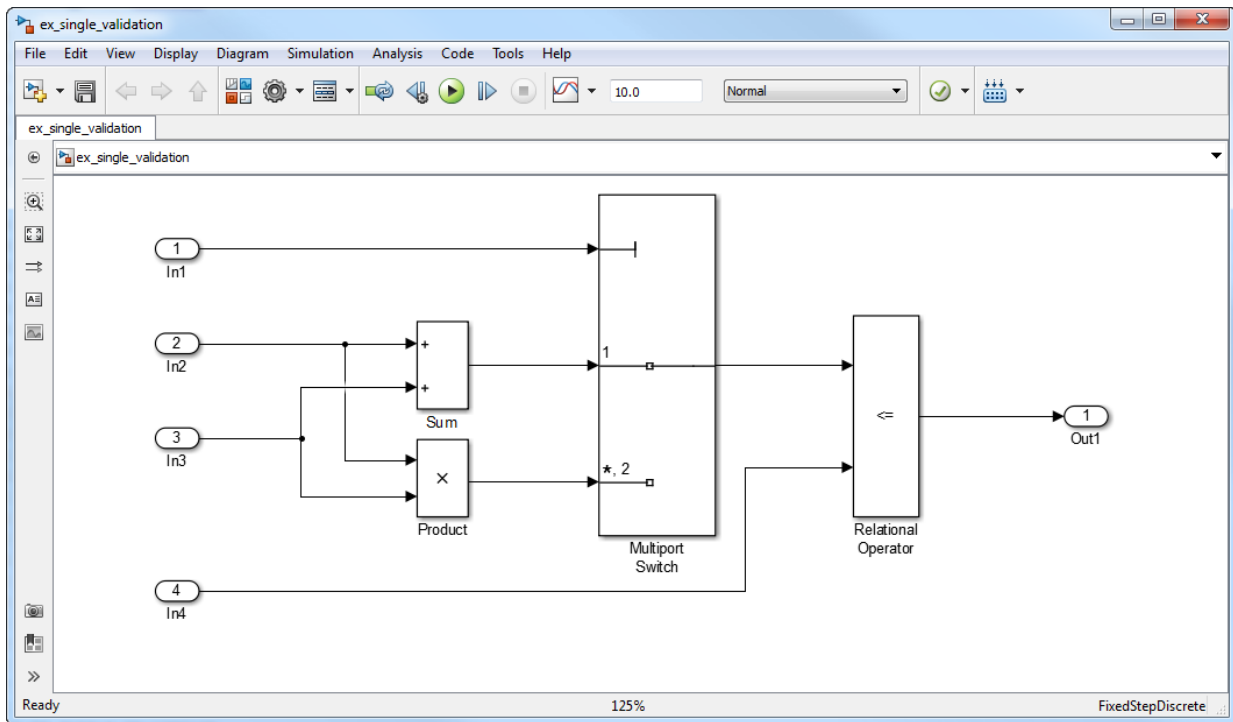 ex_single_validation
File Edit View Display Diagram Simulation Analysis Code Tools Help
10.0 Normal
ex_single_validation
ex_single_validation
1
In1
2
In2
3
In3
4
In4
+
+
Sum
×
Product
1
*, 2
Multiport
Switch
<=
Relational
Operator
1
Out1
Ready 125% FixedStepDiscrete